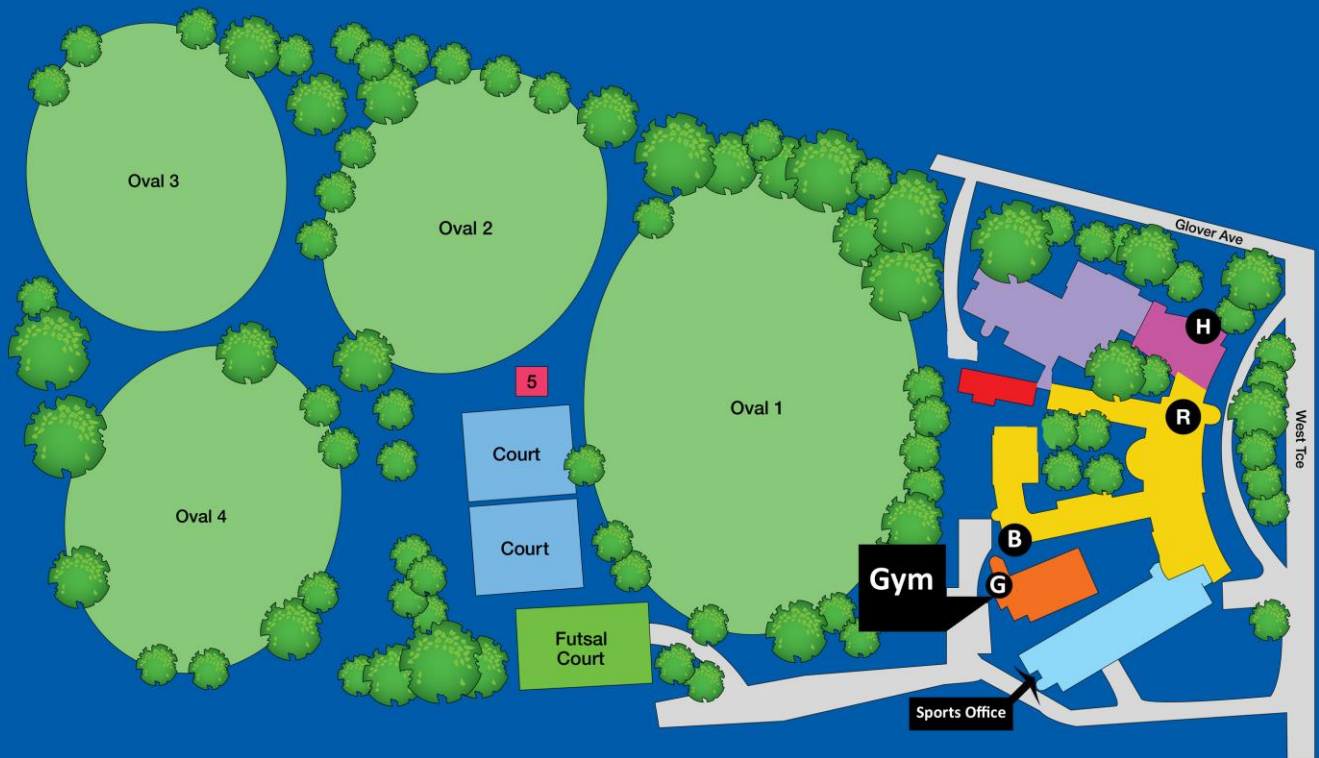 Oval 3
Oval 2
Glover Ave
H
5
Oval 1
West Tce
R
Court
Oval 4
Court
B
Gym
G
Futsal
Court
Sports Office